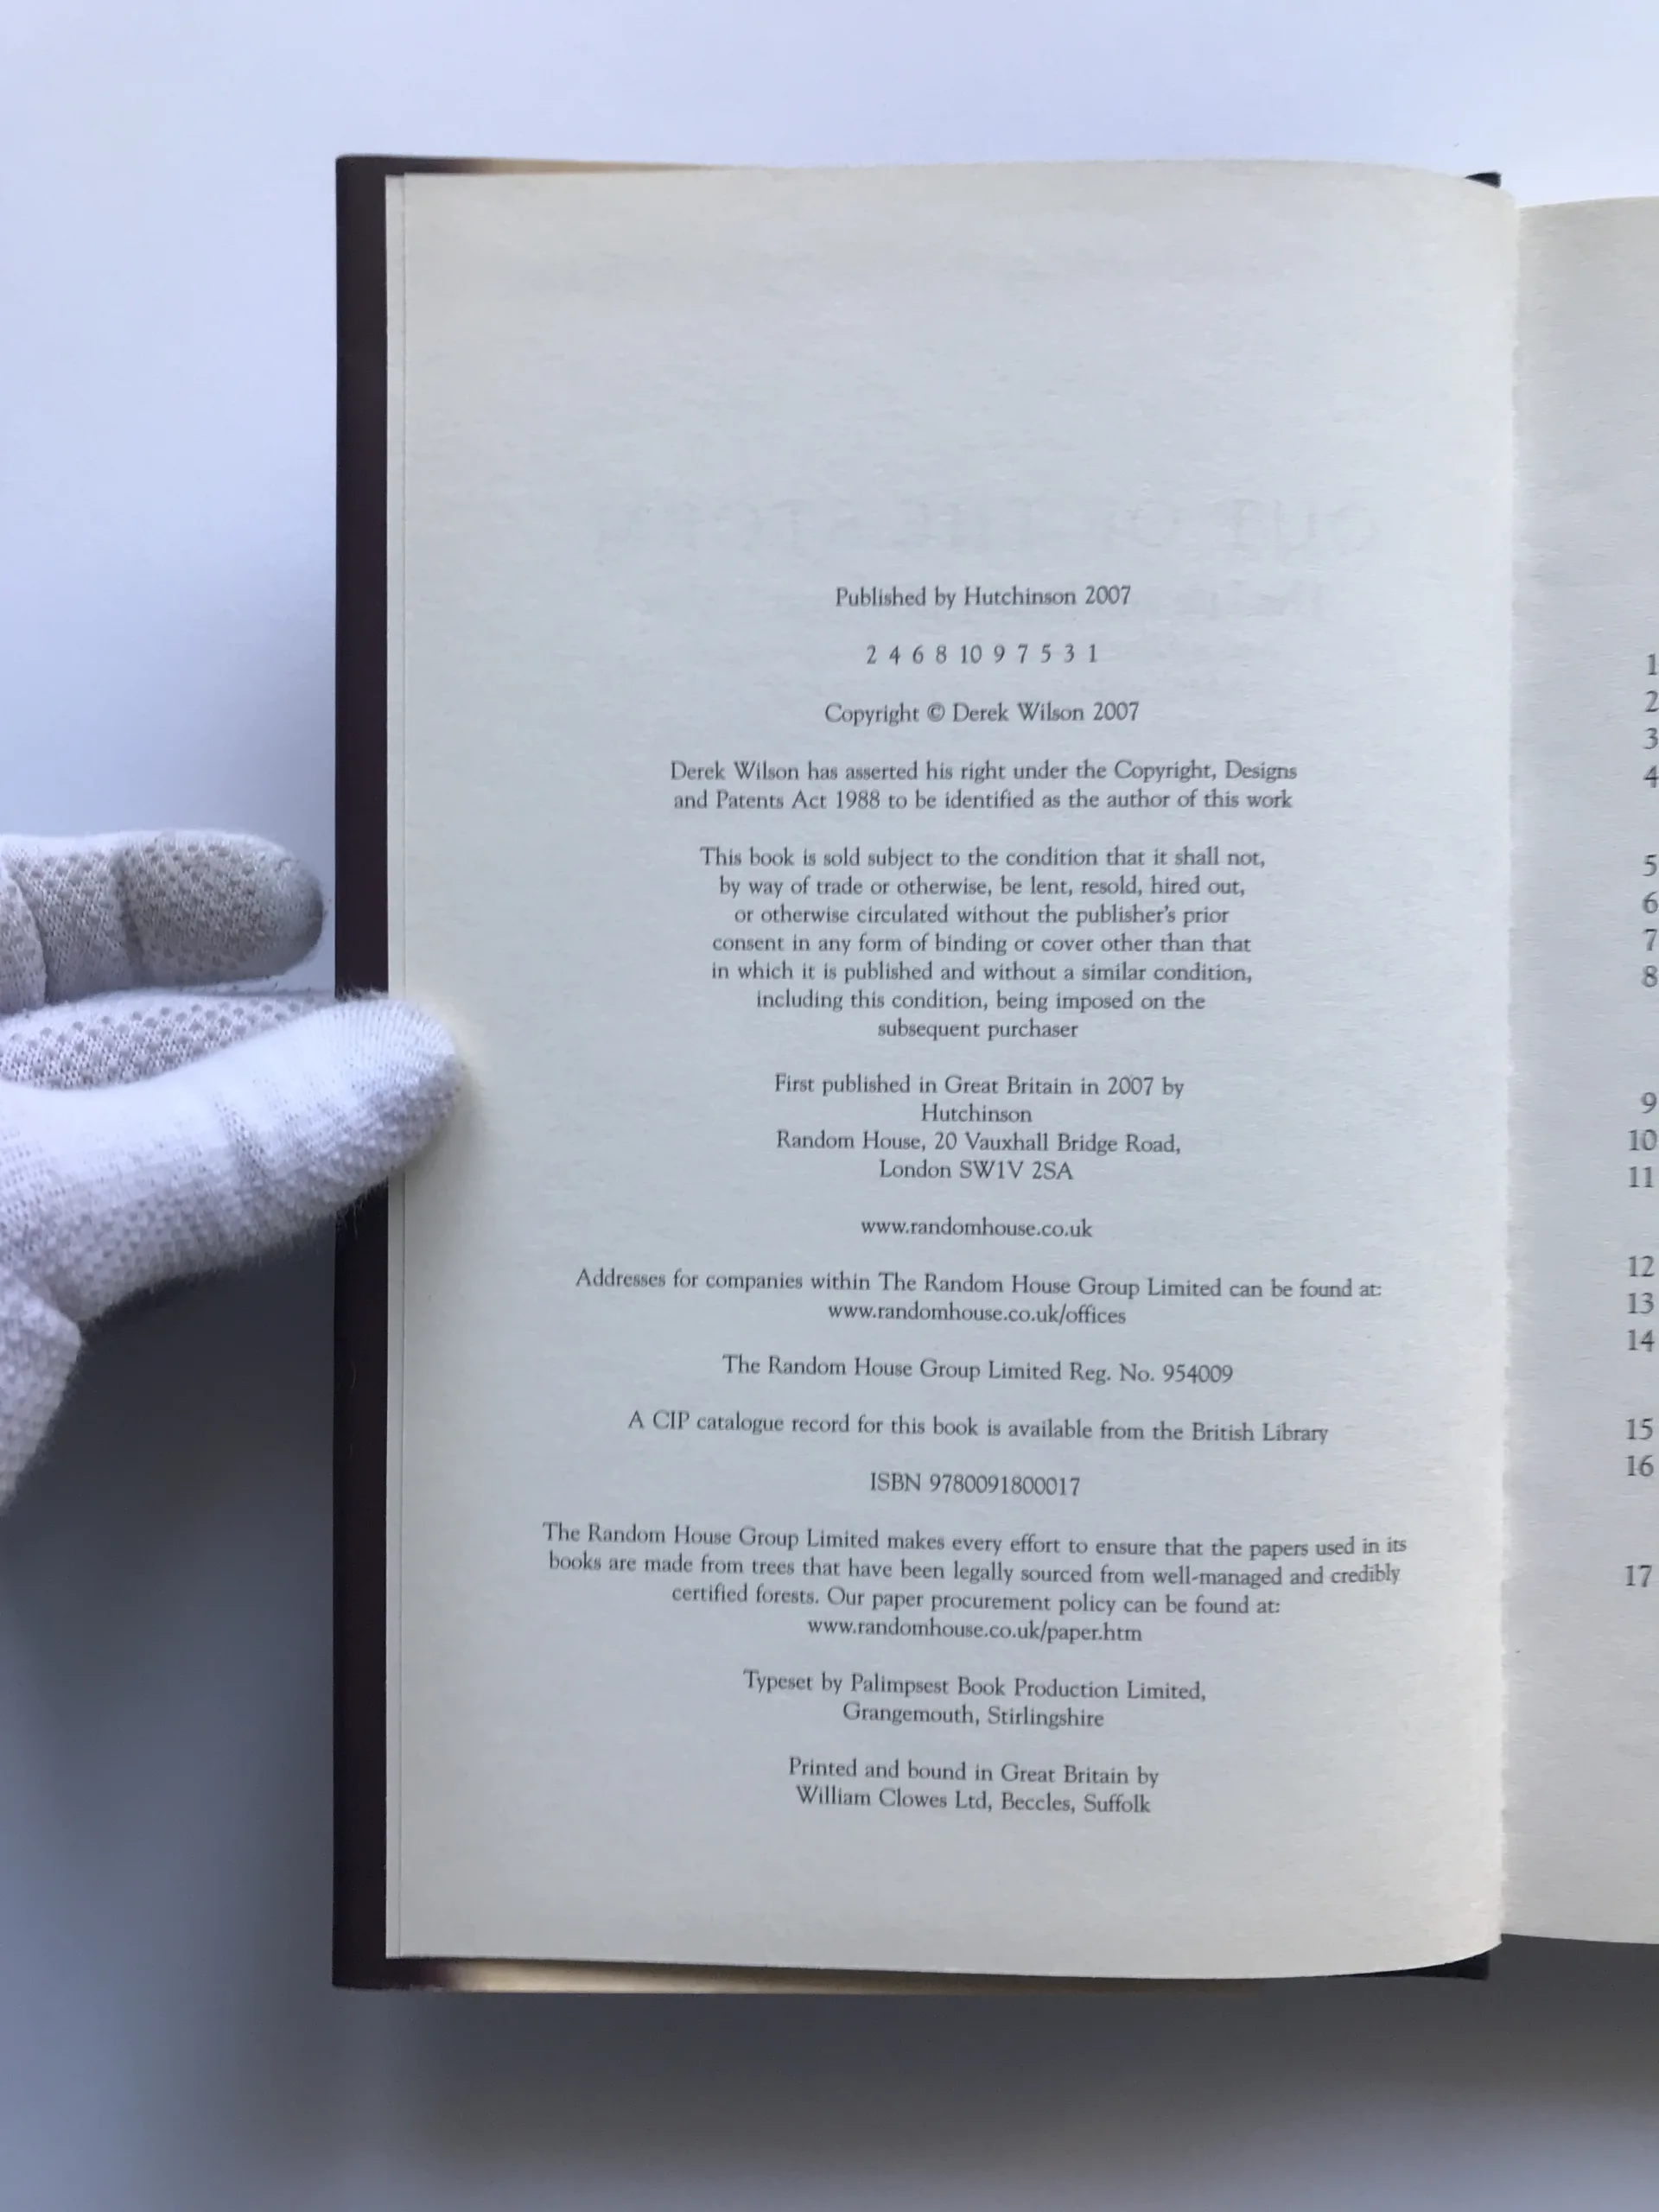 Published by Hutchinson 2007
2 4 6 8 10 9 7 5 3 1
Copyright © Derek Wilson 2007
Derek Wilson has asserted his right under the Copyright, Designs
and Patents Act 1988 to be identified as the author of this work
This book is sold subject to the condition that it shall not,
by way of trade or otherwise, be lent, resold, hired out,
or otherwise circulated without the publisher's prior
consent in any form of binding or cover other than that
in which it is published and without a similar condition,
including this condition, being imposed on the
subsequent purchaser
First published in Great Britain in 2007 by
Hutchinson
Random House, 20 Vauxhall Bridge Road,
London SW1V 2SA
www.randomhouse.co.uk
Addresses for companies within The Random House Group Limited can be found at:
www.randomhouse.co.uk/offices
The Random House Group Limited Reg. No. 954009
A CIP catalogue record for this book is available from the British Library
ISBN 9780091800017
The Random House Group Limited makes every effort to ensure that the papers used in its
books are made from trees that have been legally sourced from well-managed and credibly
certified forests. Our paper procurement policy can be found at:
www.randomhouse.co.uk/paper.htm
Typeset by Palimpsest Book Production Limited,
Grangemouth, Stirlingshire
Printed and bound in Great Britain by
William Clowes Ltd, Beccles, Suffolk
1
2
3
4
5
6
7
8
9
10
11
12
13
14
15
16
17